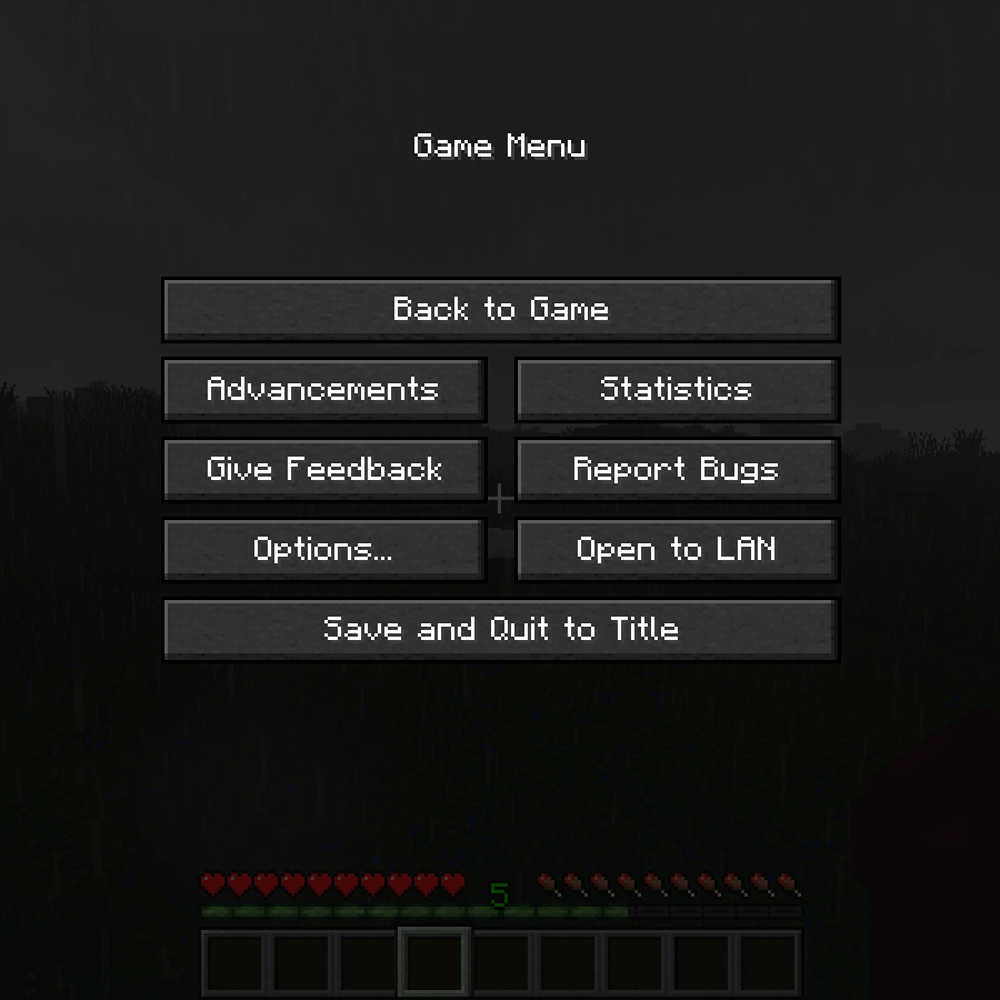 Game Menu
Back to Game
Advancements
Statistics
Give Feedback
Report Bugs
Options...
Open to LAN
Save and Quit to Title
5